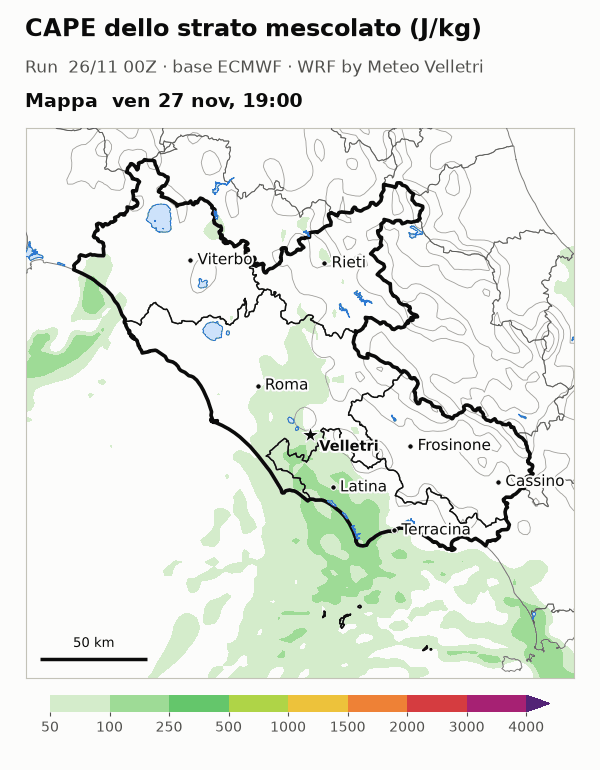 CAPE dello strato mescolato (J/kg)
Run  26/11 00Z · base ECMWF · WRF by Meteo Velletri
Mappa  ven 27 nov, 19:00
Viterbo
Rieti
Roma
Velletri
Frosinone
Cassino
Latina
Terracina
50 km
50 100 250 500 1000 1500 2000 3000 4000